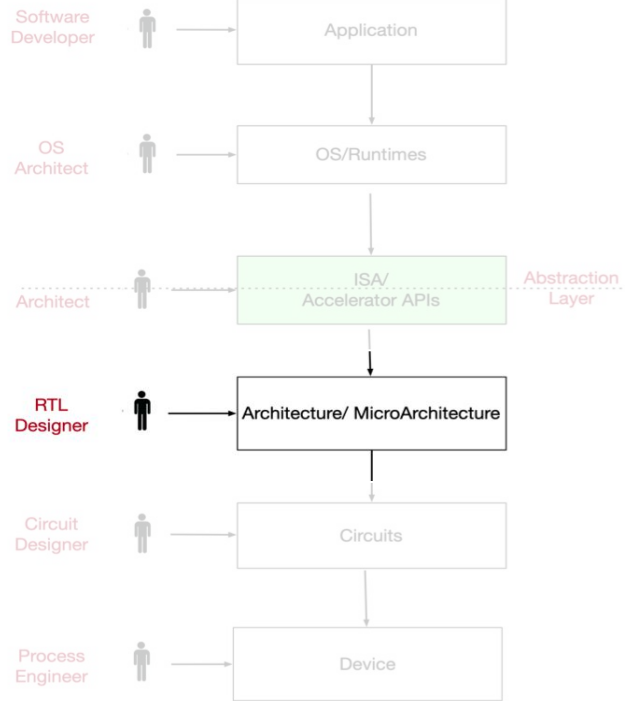 Software
Developer
Application
OS
Architect
OS/Runtimes
Architect
ISA/
Accelerator APIs
Abstraction
Layer
RTL
Designer
Architecture/ MicroArchitecture
Circuit
Designer
Circuits
Process
Engineer
Device